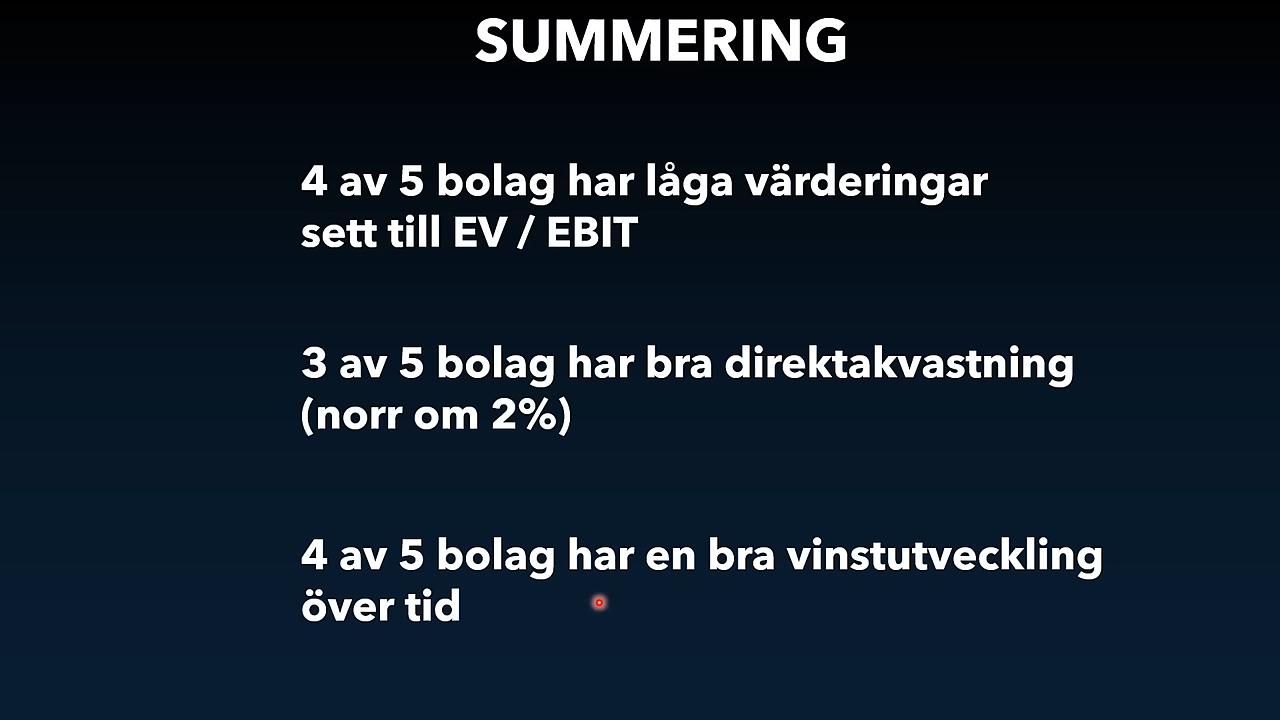 SUMMERING
4 av 5 bolag har låga värderingar
sett till EV / EBIT
3 av 5 bolag har bra direktakvastning
(norr om 2%)
4 av 5 bolag har en bra vinstutveckling
över tid